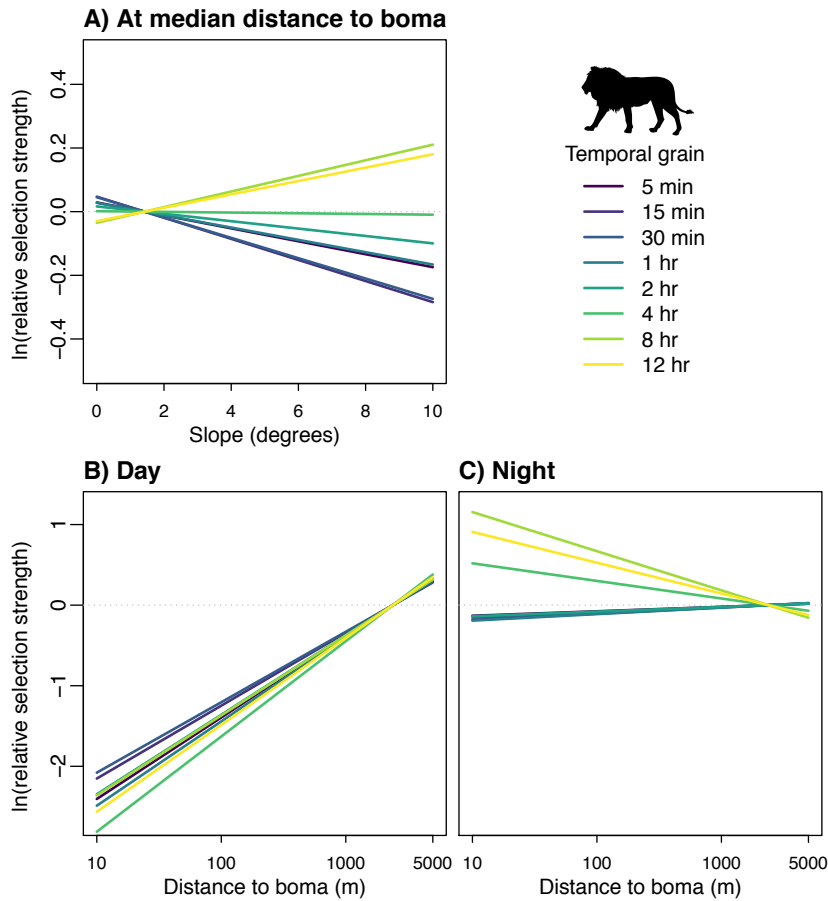 A) At median distance to boma
ln(relative selection strength)
0.4
0.2
0.0
−0.2
−0.4
0 2 4 6 8 10
Slope (degrees)
Temporal grain
5 min
15 min
30 min
1 hr
2 hr
4 hr
8 hr
12 hr
B) Day
ln(relative selection strength)
1
0
−1
−2
10 100 1000 5000
Distance to boma (m)
C) Night
10 100 1000 5000
Distance to boma (m)